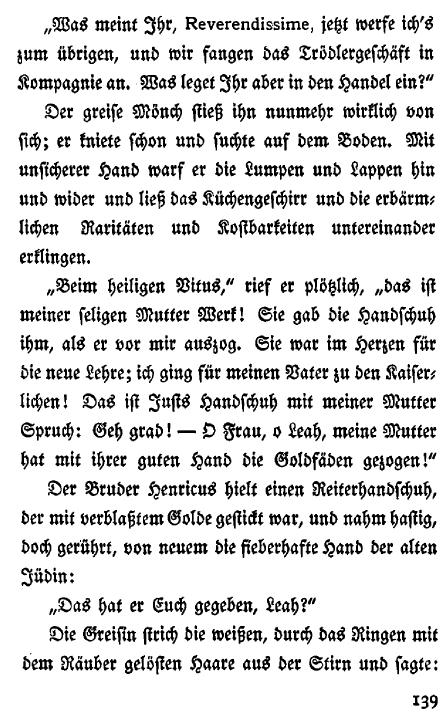 „Was meint Ihr, Reverendissime, jetzt werfe ich's
zum übrigen, und wir fangen das Trödlergeschäft in
Kompagnie an. Was leget Ihr aber in den Handel ein?“
Der greise Mönch stieß ihn nunmehr wirklich von
sich; er kniete schon und suchte auf dem Boden. Mit
unsicherer Hand warf er die Lumpen und Lappen hin
und wider und ließ das Küchengeschirr und die erbärm-
lichen Raritäten und Kostbarkeiten untereinander
erklingen.
„Beim heiligen Vitus,“ rief er plötzlich, „das ist
meiner seligen Mutter Werk! Sie gab die Handschuh
ihm, als er vor mir auszog. Sie war im Herzen für
die neue Lehre; ich ging für meinen Vater zu den Kaiser-
lichen! Das ist Justs Handschuh mit meiner Mutter
Spruch: Geh grad! — O Frau, o Leah, meine Mutter
hat mit ihrer guten Hand die Goldfäden gezogen!“
Der Bruder Henricus hielt einen Reiterhandschuh,
der mit verblaßtem Golde gestickt war, und nahm hastig,
doch gerührt, von neuem die fieberhafte Hand der alten
Jüdin:
„Das hat er Euch gegeben, Leah?“
Die Greisin strich die weißen, durch das Ringen mit
dem Räuber gelösten Haare aus der Stirn und sagte:
139